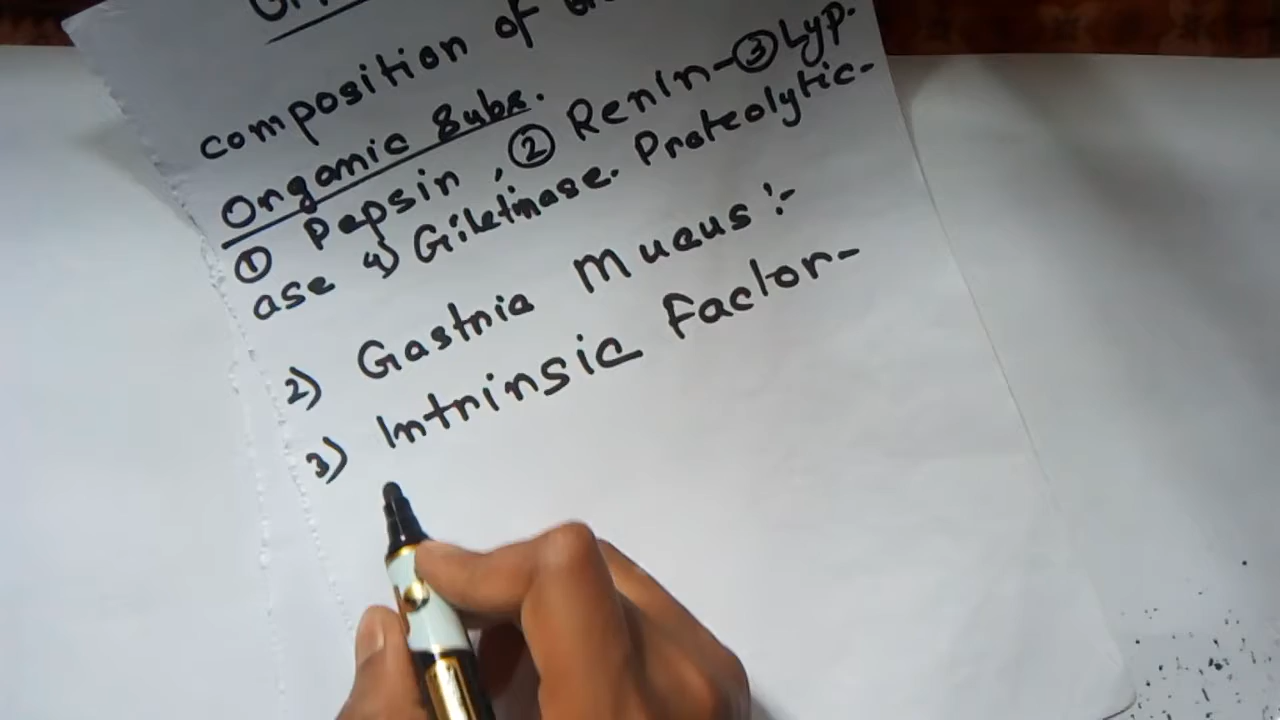 composition of
Organic Subs.
① Pepsin, ② RenIn-③ Lyp.
ase 4) Giletinase. Proteolytic-
2) Gastric Mucus :-
3) Intrinsic Factor-